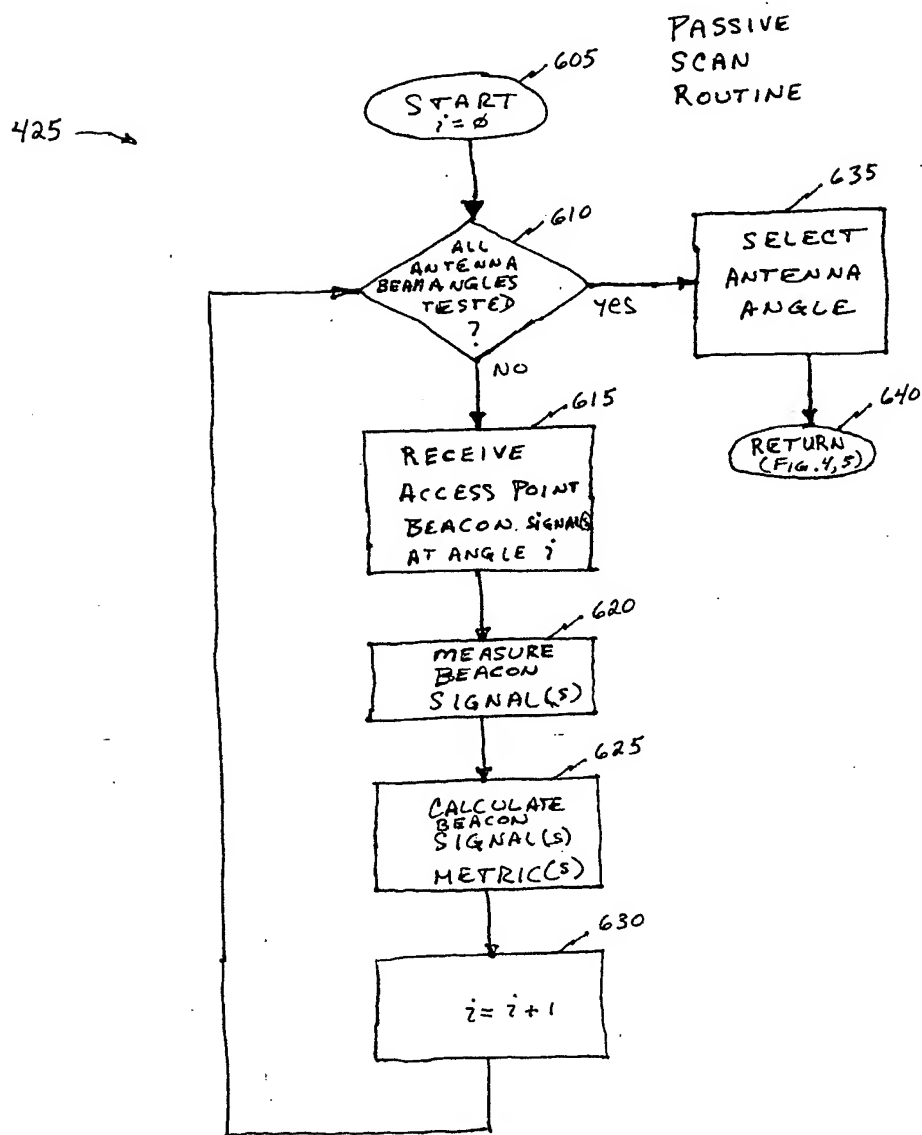 PASSIVE
SCAN
ROUTINE
425
605
START
i = ø
610
ALL
ANTENNA
BEAM ANGLES
TESTED
?
yes
NO
635
SELECT
ANTENNA
ANGLE
640
RETURN
(FIG. 4, 5)
615
RECEIVE
ACCESS POINT
BEACON SIGNAL(S)
AT ANGLE i
620
MEASURE
BEACON
SIGNAL(S)
625
CALCULATE
BEACON
SIGNAL(S)
METRIC(S)
630
i = i + 1